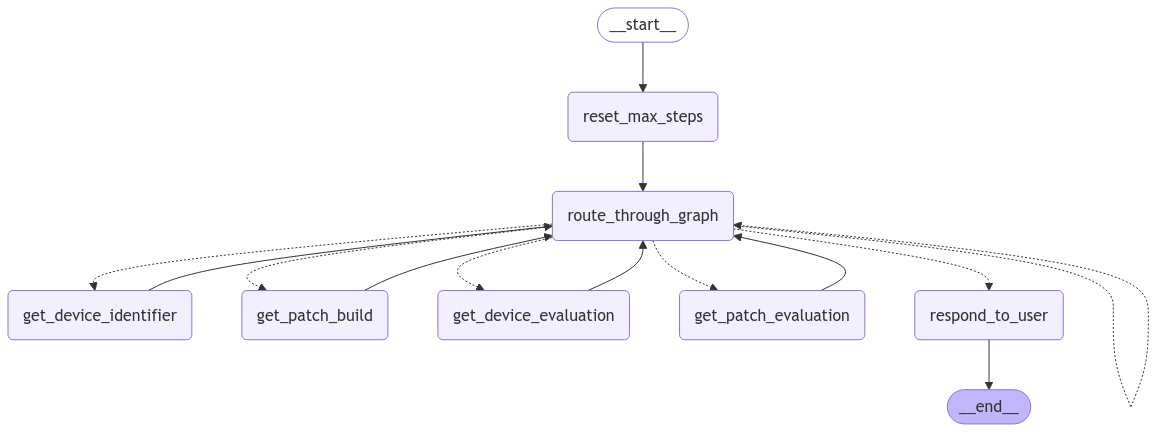 __start__
reset_max_steps
route_through_graph
get_device_identifier
get_patch_build
get_device_evaluation
get_patch_evaluation
respond_to_user
__end__